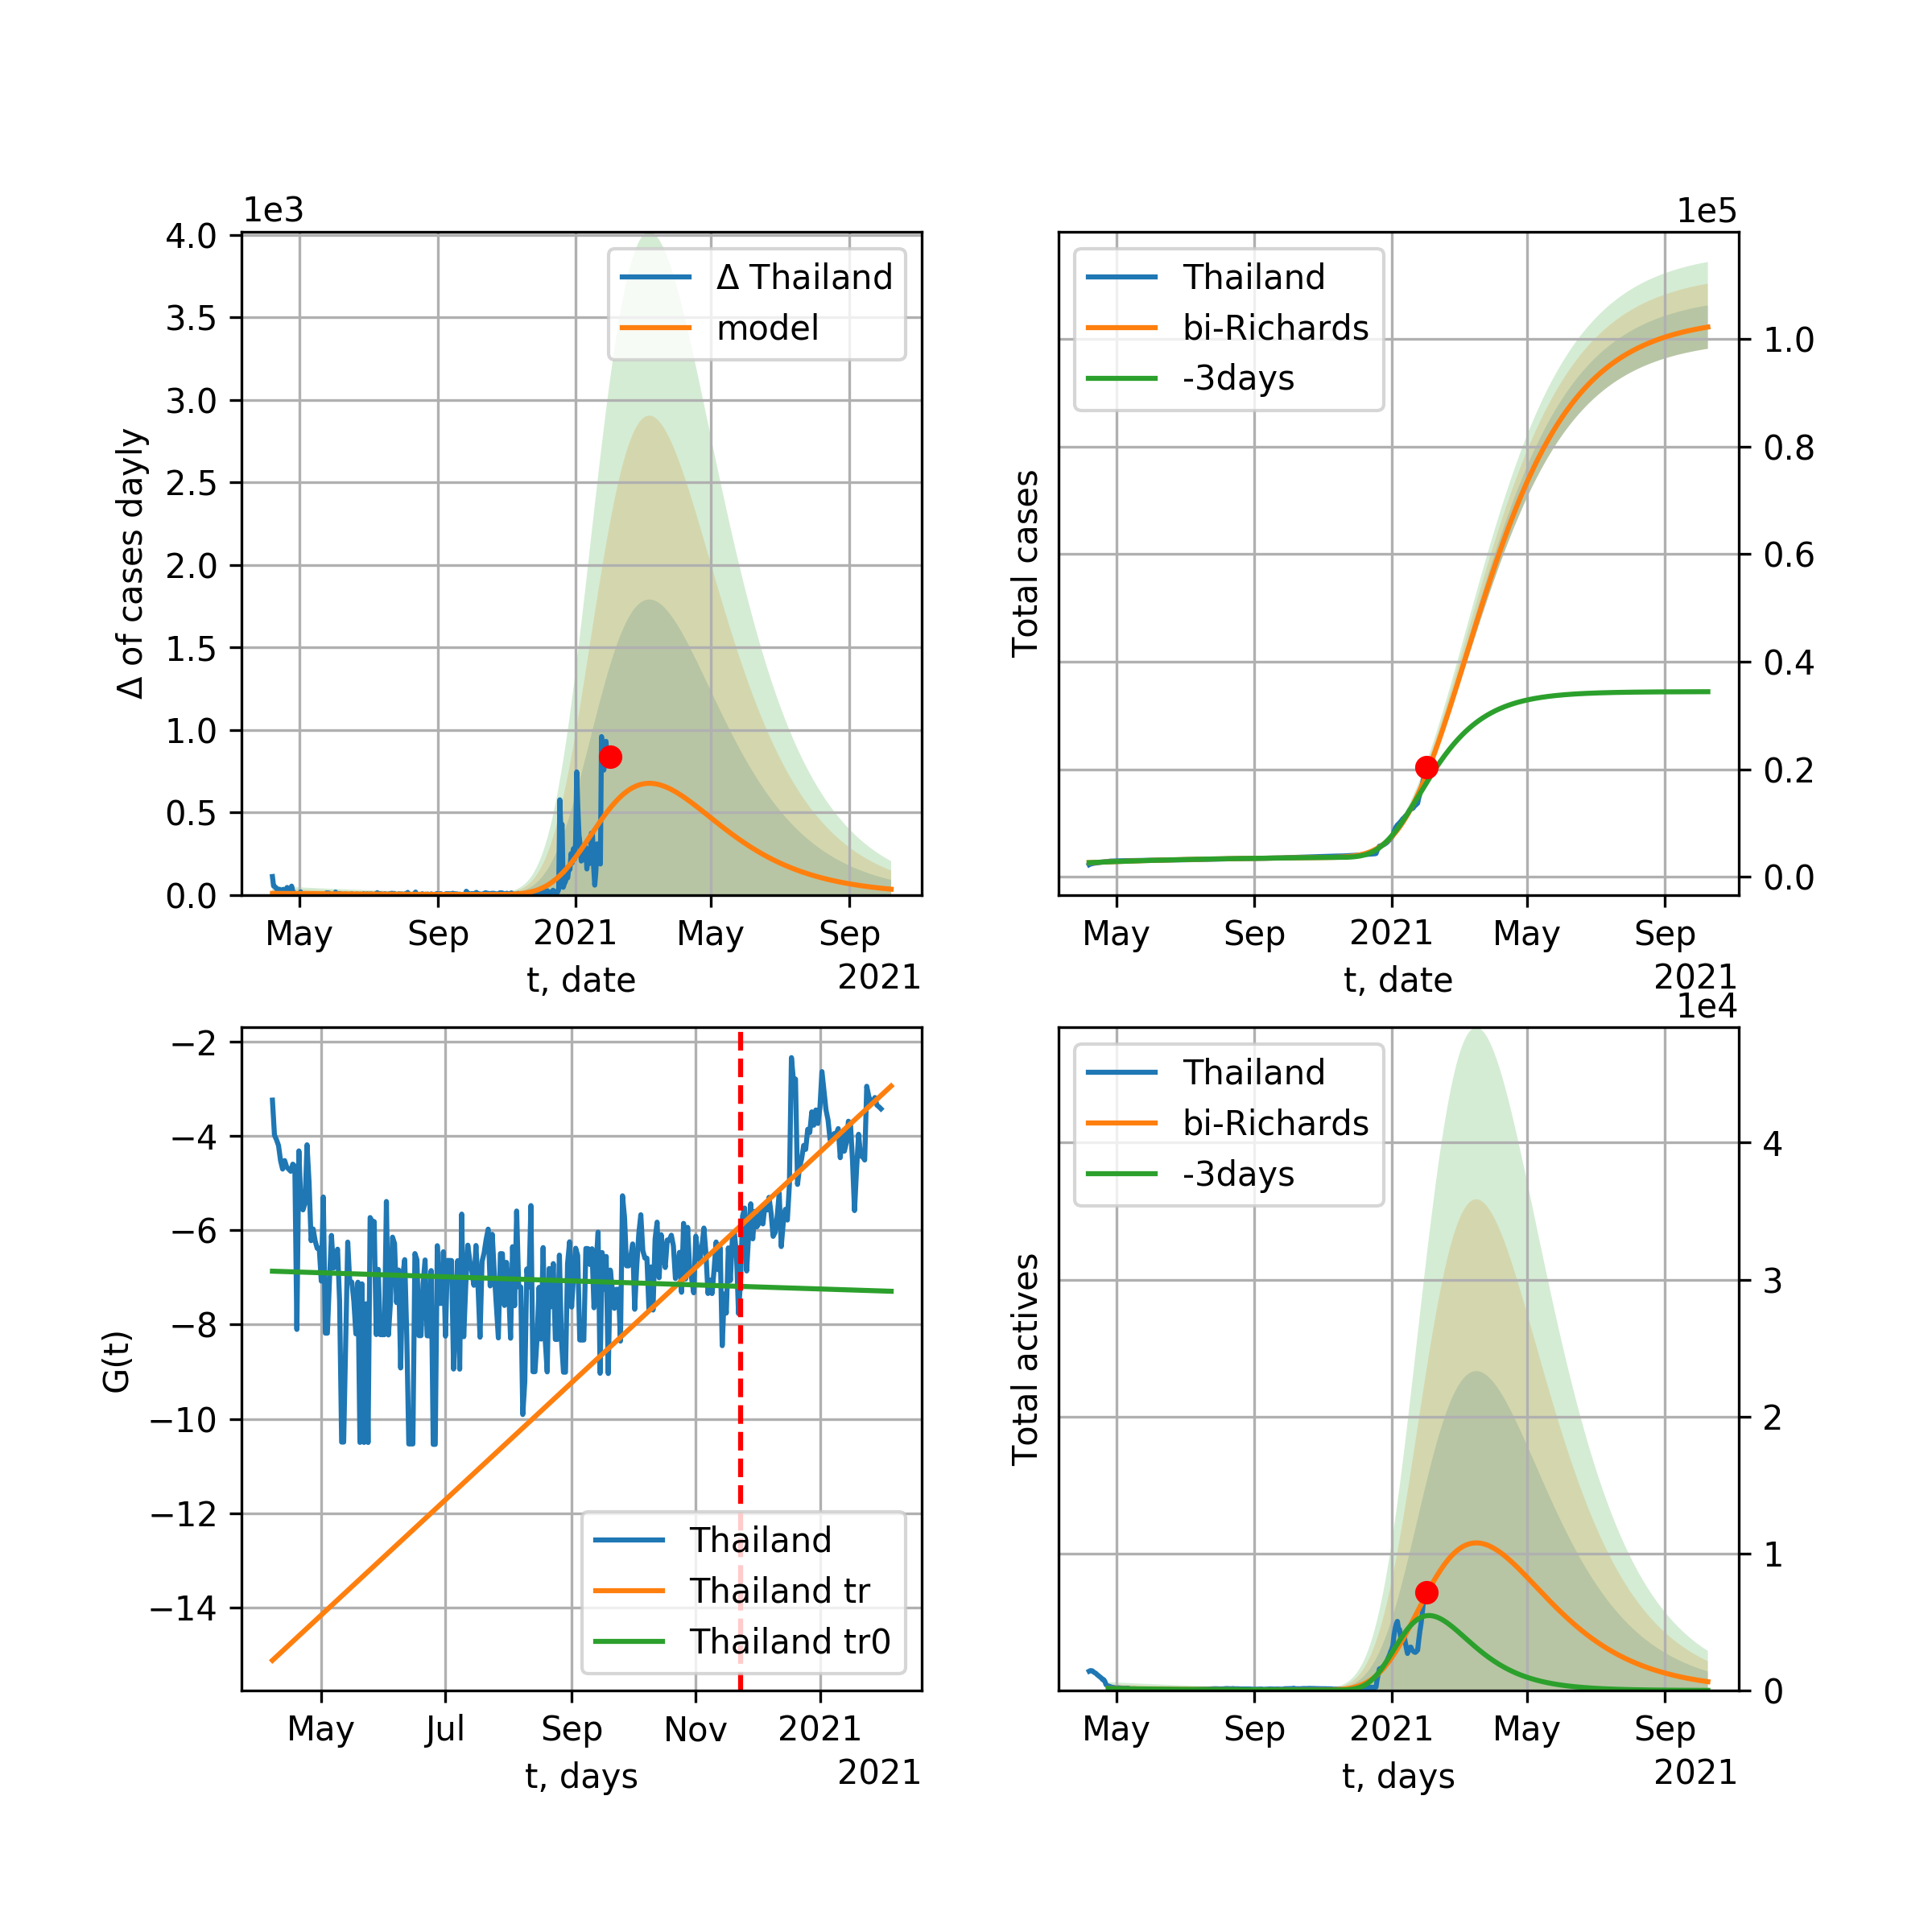 1e3
4.0
3.5
3.0
2.5
2.0
1.5
1.0
0.5
0.0
Δ of cases dayly
Δ Thailand
model
May Sep 2021 May Sep
t, date
2021
1e5
Total cases
Thailand
bi-Richards
-3days
1.0
0.8
0.6
0.4
0.2
0.0
May Sep 2021 May Sep
t, date
2021
−2
−4
−6
−8
−10
−12
−14
G(t)
Thailand
Thailand tr
Thailand tr0
May Jul Sep Nov 2021
t, days
2021
1e4
Total actives
Thailand
bi-Richards
-3days
4
3
2
1
0
May Sep 2021 May Sep
t, days
2021